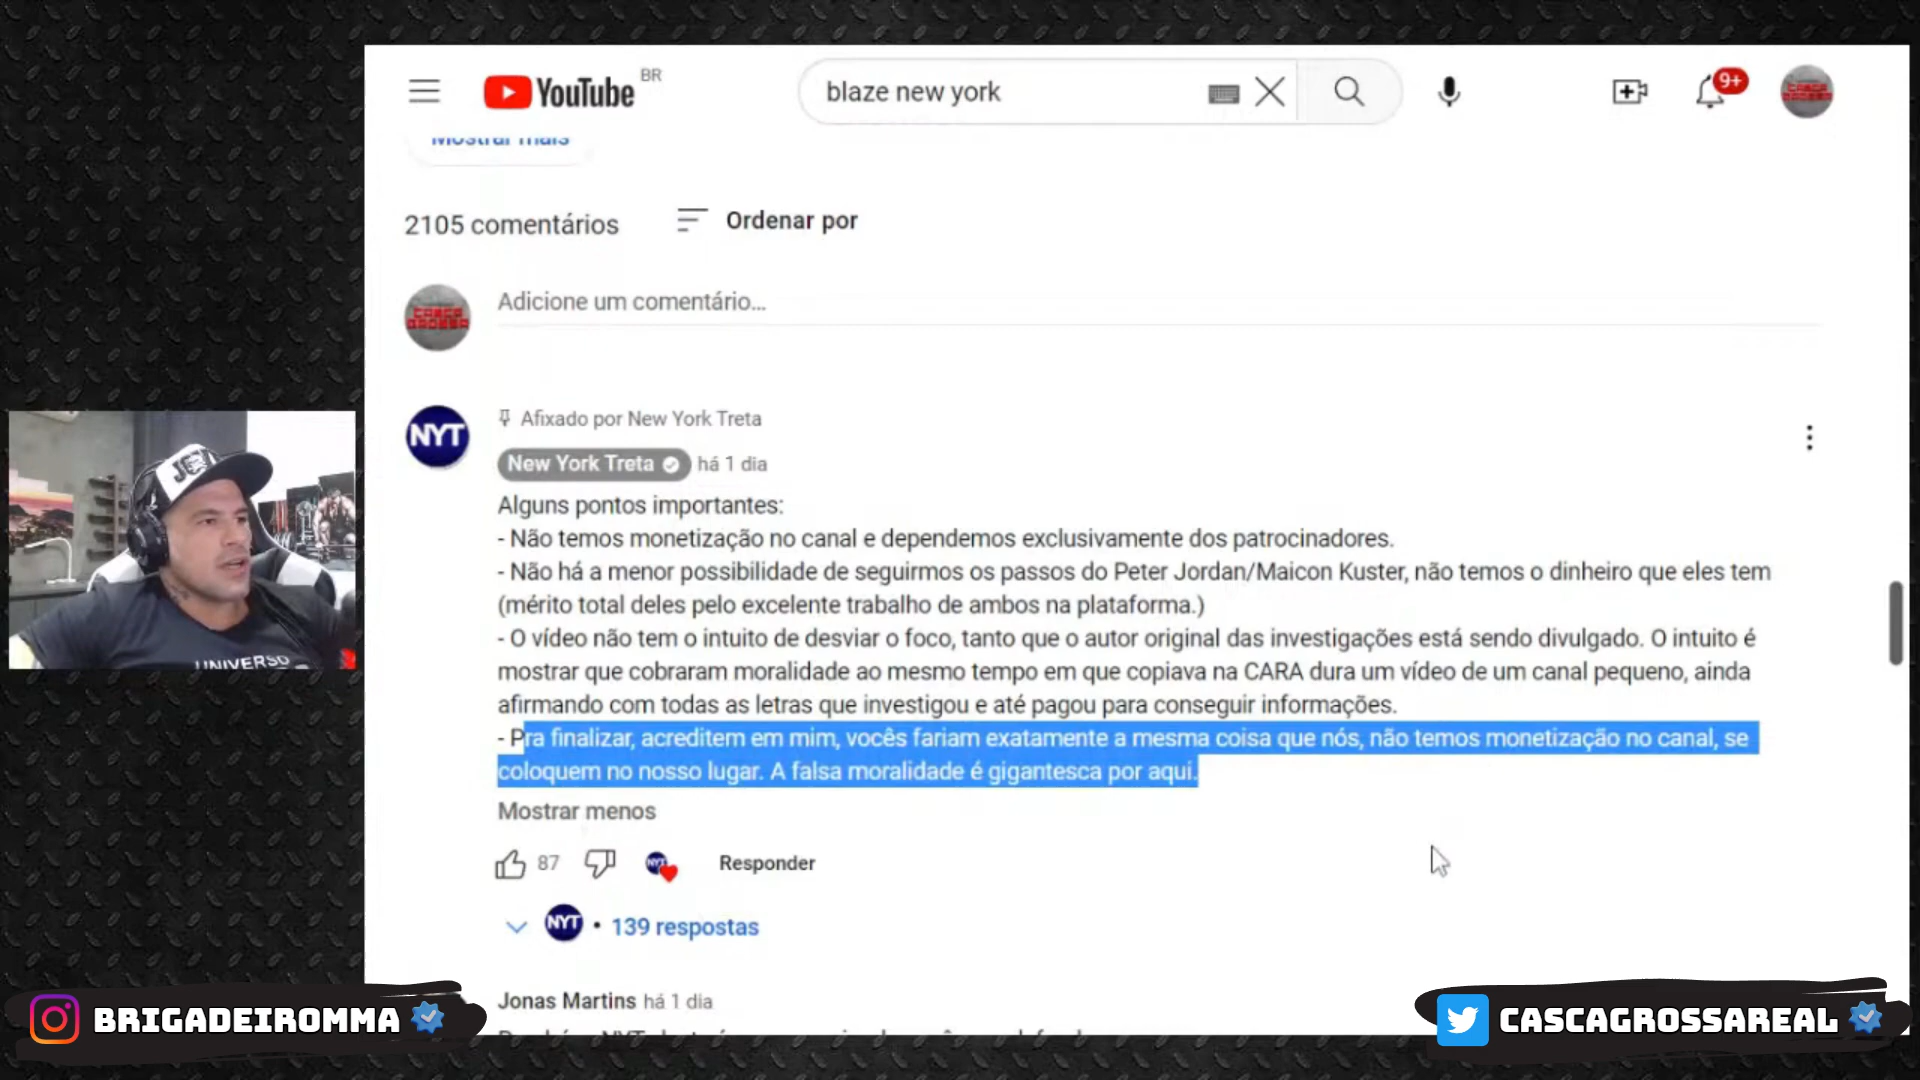 YouTube BR
blaze new york
9+
Mostrar mais
2105 comentários
Ordenar por
Adicione um comentário...
NYT
Afixado por New York Treta
New York Treta há 1 dia
Alguns pontos importantes:
- Não temos monetização no canal e dependemos exclusivamente dos patrocinadores.
- Não há a menor possibilidade de seguirmos os passos do Peter Jordan/Maicon Kuster, não temos o dinheiro que eles tem
(mérito total deles pelo excelente trabalho de ambos na plataforma.)
- O vídeo não tem o intuito de desviar o foco, tanto que o autor original das investigações está sendo divulgado. O intuito é
mostrar que cobraram moralidade ao mesmo tempo em que copiava na CARA dura um vídeo de um canal pequeno, ainda
afirmando com todas as letras que investigou e até pagou para conseguir informações.
- Pra finalizar, acreditem em mim, vocês fariam exatamente a mesma coisa que nós, não temos monetização no canal, se
coloquem no nosso lugar. A falsa moralidade é gigantesca por aqui.
Mostrar menos
87
NYT
Responder
NYT
• 139 respostas
Jonas Martins há 1 dia
UNIVERSO
BRIGADEIROMMA
CASCAGROSSAREAL